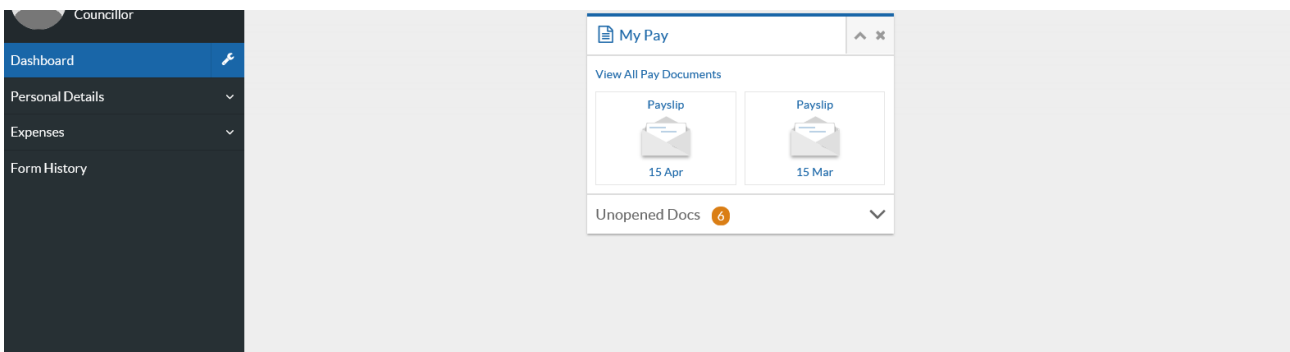 Councillor
Dashboard
Personal Details
Expenses
Form History
My Pay
View All Pay Documents
Payslip
15 Apr
Payslip
15 Mar
Unopened Docs 6